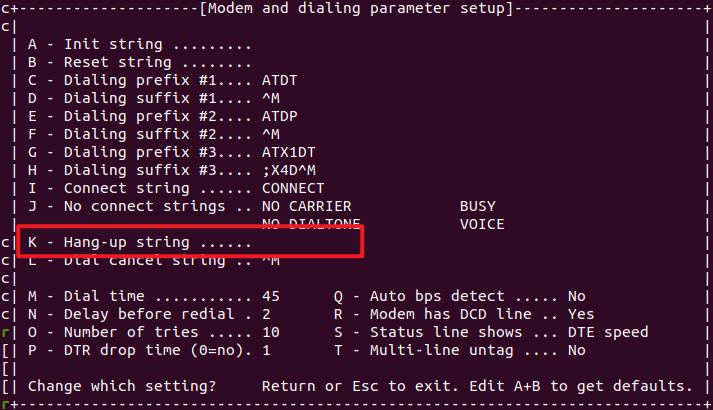 c+--------------------[Modem and dialing parameter setup]---------------------+
c| |
| A - Init string ......... |
| B - Reset string ........ |
| C - Dialing prefix #1.... ATDT |
| D - Dialing suffix #1.... ^M |
| E - Dialing prefix #2.... ATDP |
| F - Dialing suffix #2.... ^M |
| G - Dialing prefix #3.... ATX1DT |
| H - Dialing suffix #3.... ;X4D^M |
| I - Connect string ...... CONNECT |
| J - No connect strings .. NO CARRIER BUSY |
| NO DIALTONE VOICE |
c| K - Hang-up string ...... |
c| L - Dial cancel string .. ^M |
c| |
c| M - Dial time ........... 45 Q - Auto bps detect ..... No |
c| N - Delay before redial . 2 R - Modem has DCD line .. Yes |
r| O - Number of tries ..... 10 S - Status line shows ... DTE speed |
[| P - DTR drop time (0=no). 1 T - Multi-line untag .... No |
[| |
[| Change which setting? Return or Esc to exit. Edit A+B to get defaults. |
r+----------------------------------------------------------------------------+